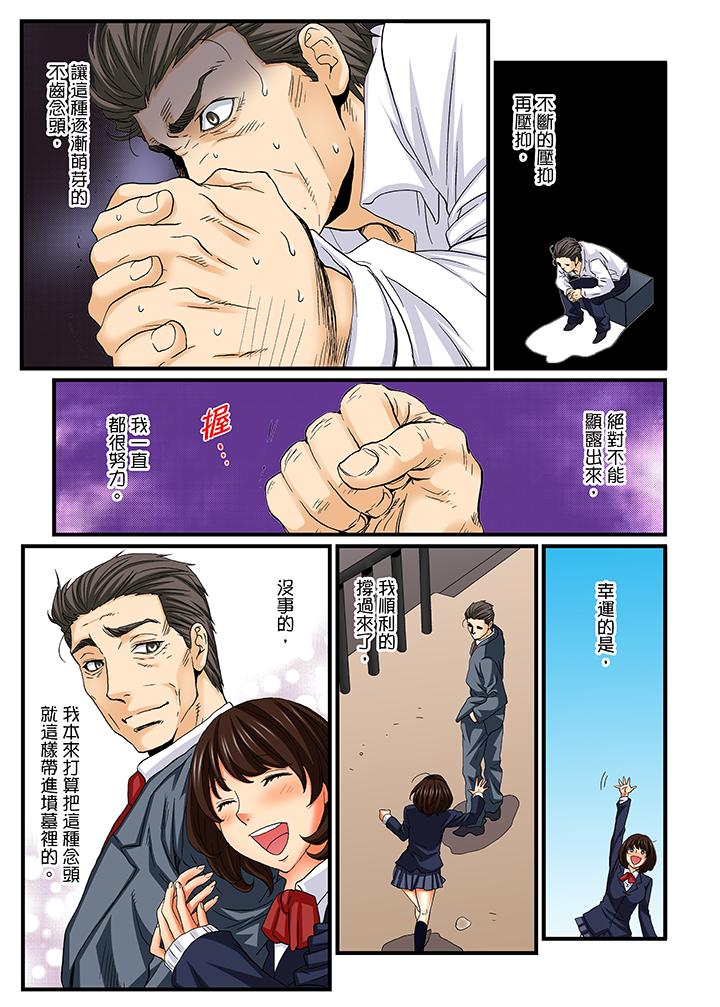 不斷的壓抑
再壓抑，
讓這種逐漸萌芽的
不齒念頭，
絕對不能
顯露出來，
握…
我一直
都很努力。
幸運的是，
我順利的
撐過來了，
沒事的，
我本來打算把這種念頭
就這樣帶進墳墓裡的。